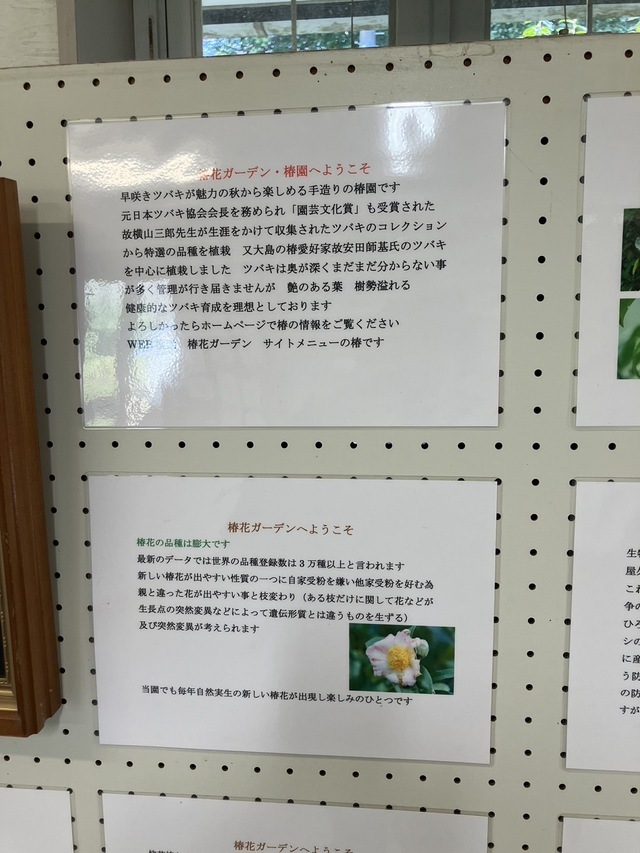 椿花ガーデン・椿園へようこそ
早咲きツバキが魅力の秋から楽しめる手造りの椿園です
元日本ツバキ協会会長を務められ「園芸文化賞」も受賞された
故横山三郎先生が生涯をかけて収集されたツバキのコレクション
から特選の品種を植栽　又大島の椿愛好家故安田師基氏のツバキ
を中心に植栽しました　ツバキは奥が深くまだまだ分からない事
が多く管理が行き届きませんが　艶のある葉　樹勢溢れる
健康的なツバキ育成を理想としております
よろしかったらホームページで椿の情報をご覧ください
WEB　椿花ガーデン　サイトメニューの椿です
椿花ガーデンへようこそ
椿花の品種は膨大です
最新のデータでは世界の品種登録数は３万種以上と言われます
新しい椿花が出やすい性質の一つに自家受粉を嫌い他家受粉を好む為
親と違った花が出やすい事と枝変わり（ある枝だけに関して花などが
生長点の突然変異などによって遺伝形質とは違うものを生ずる）
及び突然変異が考えられます
当園でも毎年自然実生の新しい椿花が出現し楽しみのひとつです
生物
屋外
これ
争の
ひろ
シの
に産
う防
の防
すが
椿花ガーデンへようこそ